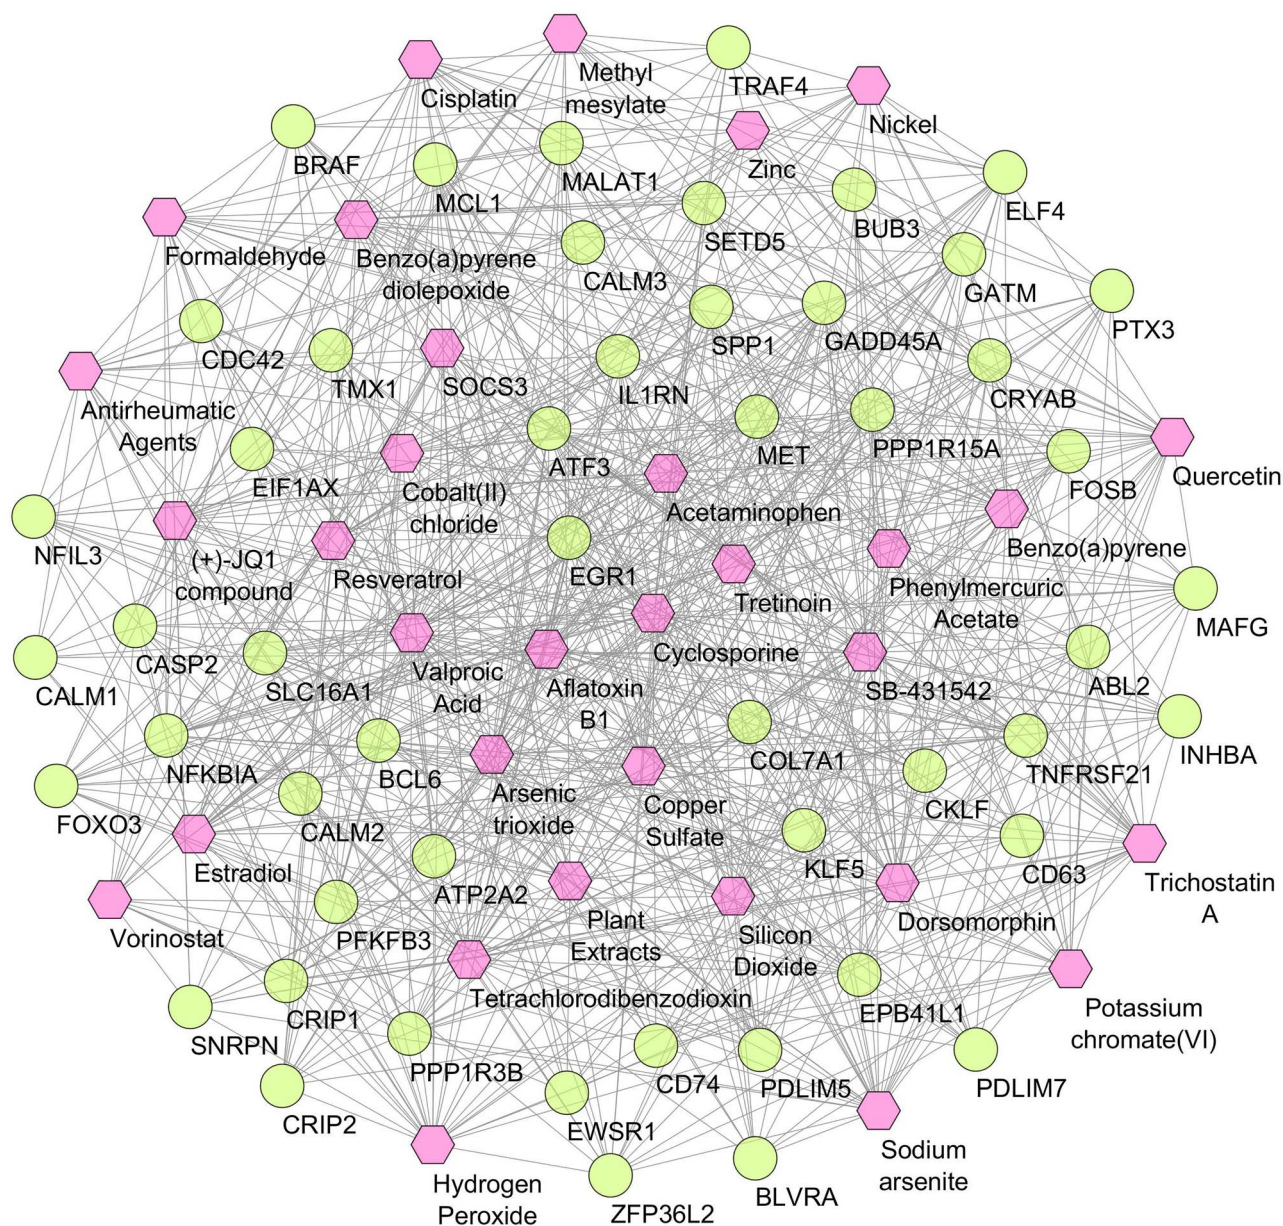 Methyl
mesylate
Cisplatin
TRAF4
Nickel
BRAF
MCL1
MALAT1
Zinc
SETD5
BUB3
ELF4
Formaldehyde
Benzo(a)pyrene
diolepoxide
CALM3
GATM
CDC42
TMX1
SOCS3
IL1RN
SPP1
GADD45A
PTX3
CRYAB
Antirheumatic
Agents
EIF1AX
Cobalt(II)
chloride
ATF3
MET
PPP1R15A
FOSB
Quercetin
NFIL3
(+)-JQ1
compound
Resveratrol
EGR1
Acetaminophen
Tretinoin
Phenylmercuric
Acetate
Benzo(a)pyrene
MAFG
CALM1
CASP2
SLC16A1
Valproic
Acid
Aflatoxin
B1
Cyclosporine
SB-431542
ABL2
INHBA
FOXO3
NFKBIA
BCL6
Arsenic
trioxide
Copper
Sulfate
COL7A1
CKLF
TNFRSF21
CALM2
Estradiol
ATP2A2
KLF5
CD63
Trichostatin
A
Vorinostat
PFKFB3
Plant
Extracts
Silicon
Dioxide
Dorsomorphin
Tetrachlorodibenzodioxin
SNRPN
CRIP1
PPP1R3B
CD74
PDLIM5
EPB41L1
PDLIM7
Potassium
chromate(VI)
CRIP2
EWSR1
Hydrogen
Peroxide
ZFP36L2
BLVRA
Sodium
arsenite